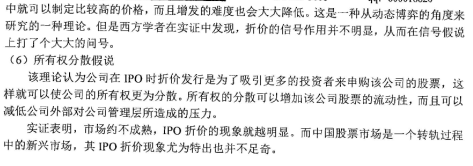 中就可以制定比较高的价格，而且增发的难度也会大大降低。这是一种从动态博弈的角度来
研究的一种理论。但是西方学者在实证中发现，折价的信号作用并不明显，从而在信号假说
上打了个大大的问号。
（6）所有权分散假说
该理论认为公司在 IPO 时折价发行是为了吸引更多的投资者来申购该公司的股票，这
样就可以使公司的所有权更为分散。所有权的分散可以增加该公司股票的流动性，而且可以
减低公司外部对公司管理层所造成的压力。
实证表明，市场约不成熟，IPO 折价的现象就越明显。而中国股票市场是一个转轨过程
中的新兴市场，其 IPO 折价现象尤为特出也并不足奇。